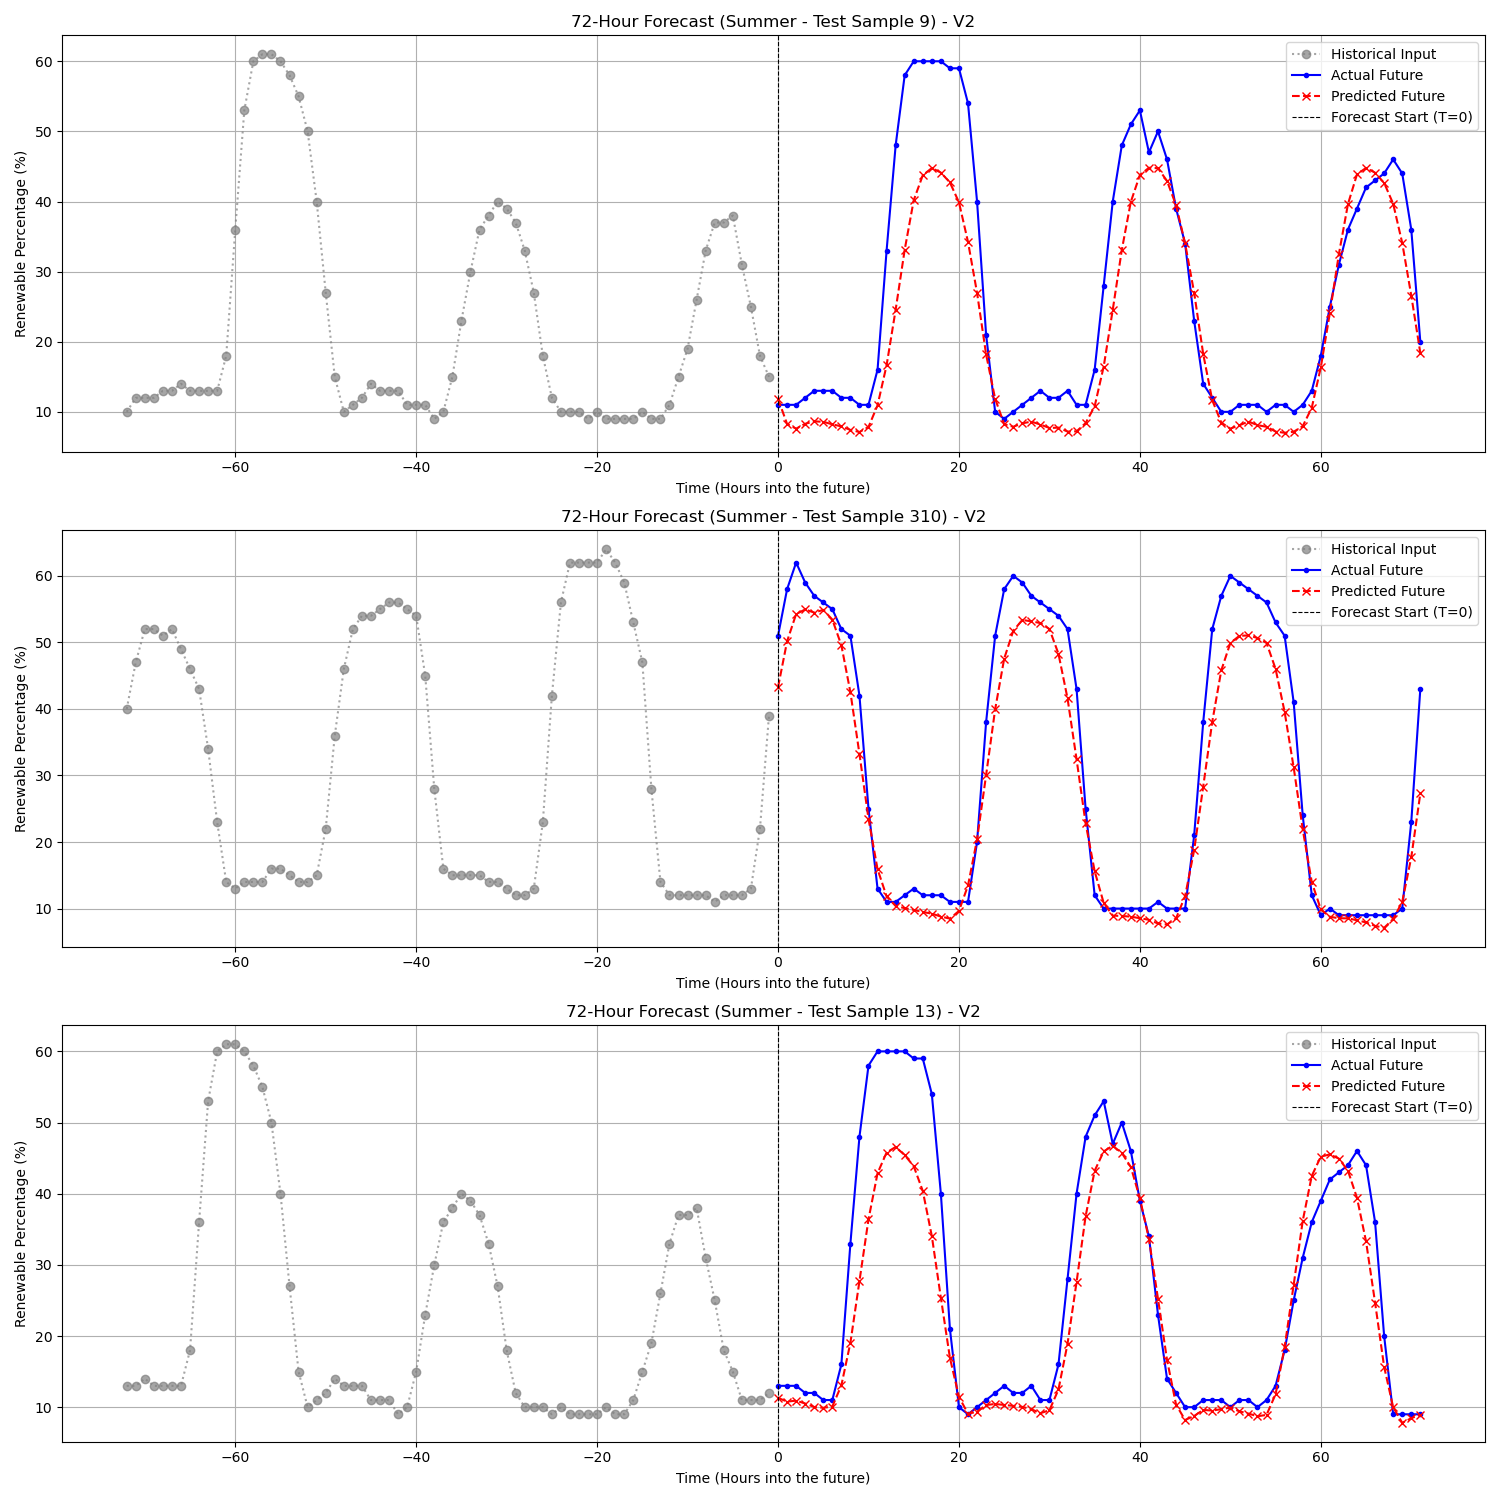 72-Hour Forecast (Summer - Test Sample 9) - V2
Renewable Percentage (%)
60
50
40
30
20
10
Historical Input
Actual Future
Predicted Future
Forecast Start (T=0)
−60
−40
−20
0
20
40
60
Time (Hours into the future)
72-Hour Forecast (Summer - Test Sample 310) - V2
Renewable Percentage (%)
60
50
40
30
20
10
Historical Input
Actual Future
Predicted Future
Forecast Start (T=0)
−60
−40
−20
0
20
40
60
Time (Hours into the future)
72-Hour Forecast (Summer - Test Sample 13) - V2
Renewable Percentage (%)
60
50
40
30
20
10
Historical Input
Actual Future
Predicted Future
Forecast Start (T=0)
−60
−40
−20
0
20
40
60
Time (Hours into the future)